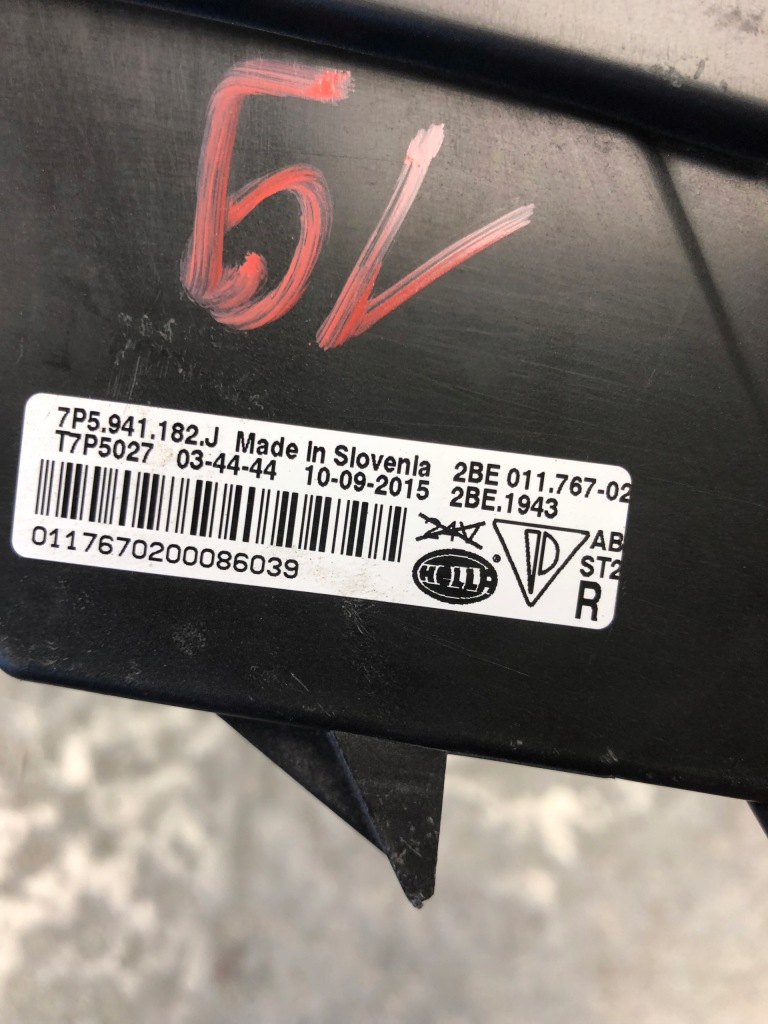 7P5.941.182.J Made In Slovenia 2BE 011.767-02
T7P5027 03-44-44 10-09-2015 2BE.1943
24V
AB
0117670200086039
HELLA
ST2
R